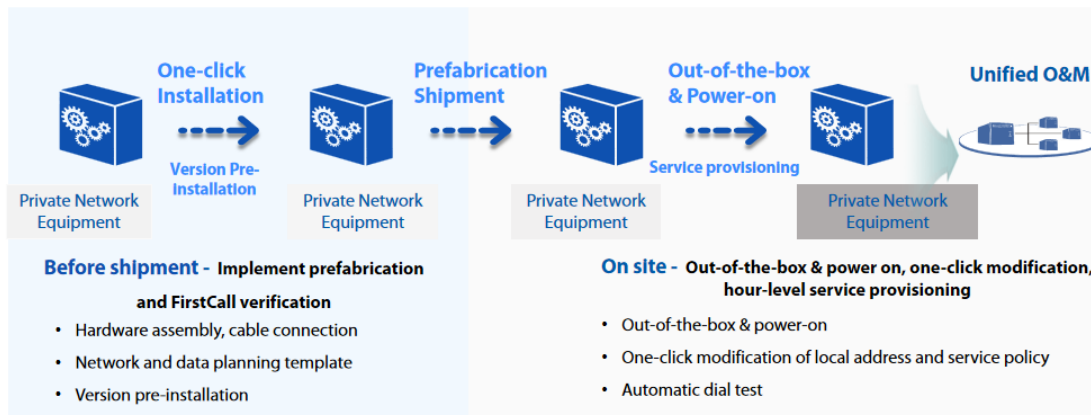 One-click
Installation
Version Pre-
installation
Prefabrication
Shipment
Out-of-the-box
& Power-on
Service provisioning
Unified O&M
Private Network
Equipment
Private Network
Equipment
Private Network
Equipment
Private Network
Equipment
Before shipment - Implement prefabrication
and FirstCall verification
• Hardware assembly, cable connection
• Network and data planning template
• Version pre-installation
On site - Out-of-the-box & power on, one-click modification,
hour-level service provisioning
• Out-of-the-box & power-on
• One-click modification of local address and service policy
• Automatic dial test